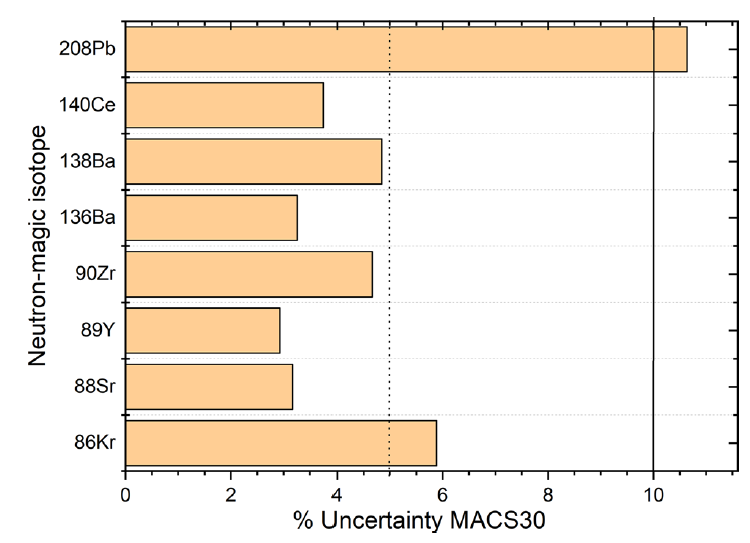 Neutron-magic isotope
208Pb
140Ce
138Ba
136Ba
90Zr
89Y
88Sr
86Kr
0 2 4 6 8 10
% Uncertainty MACS30